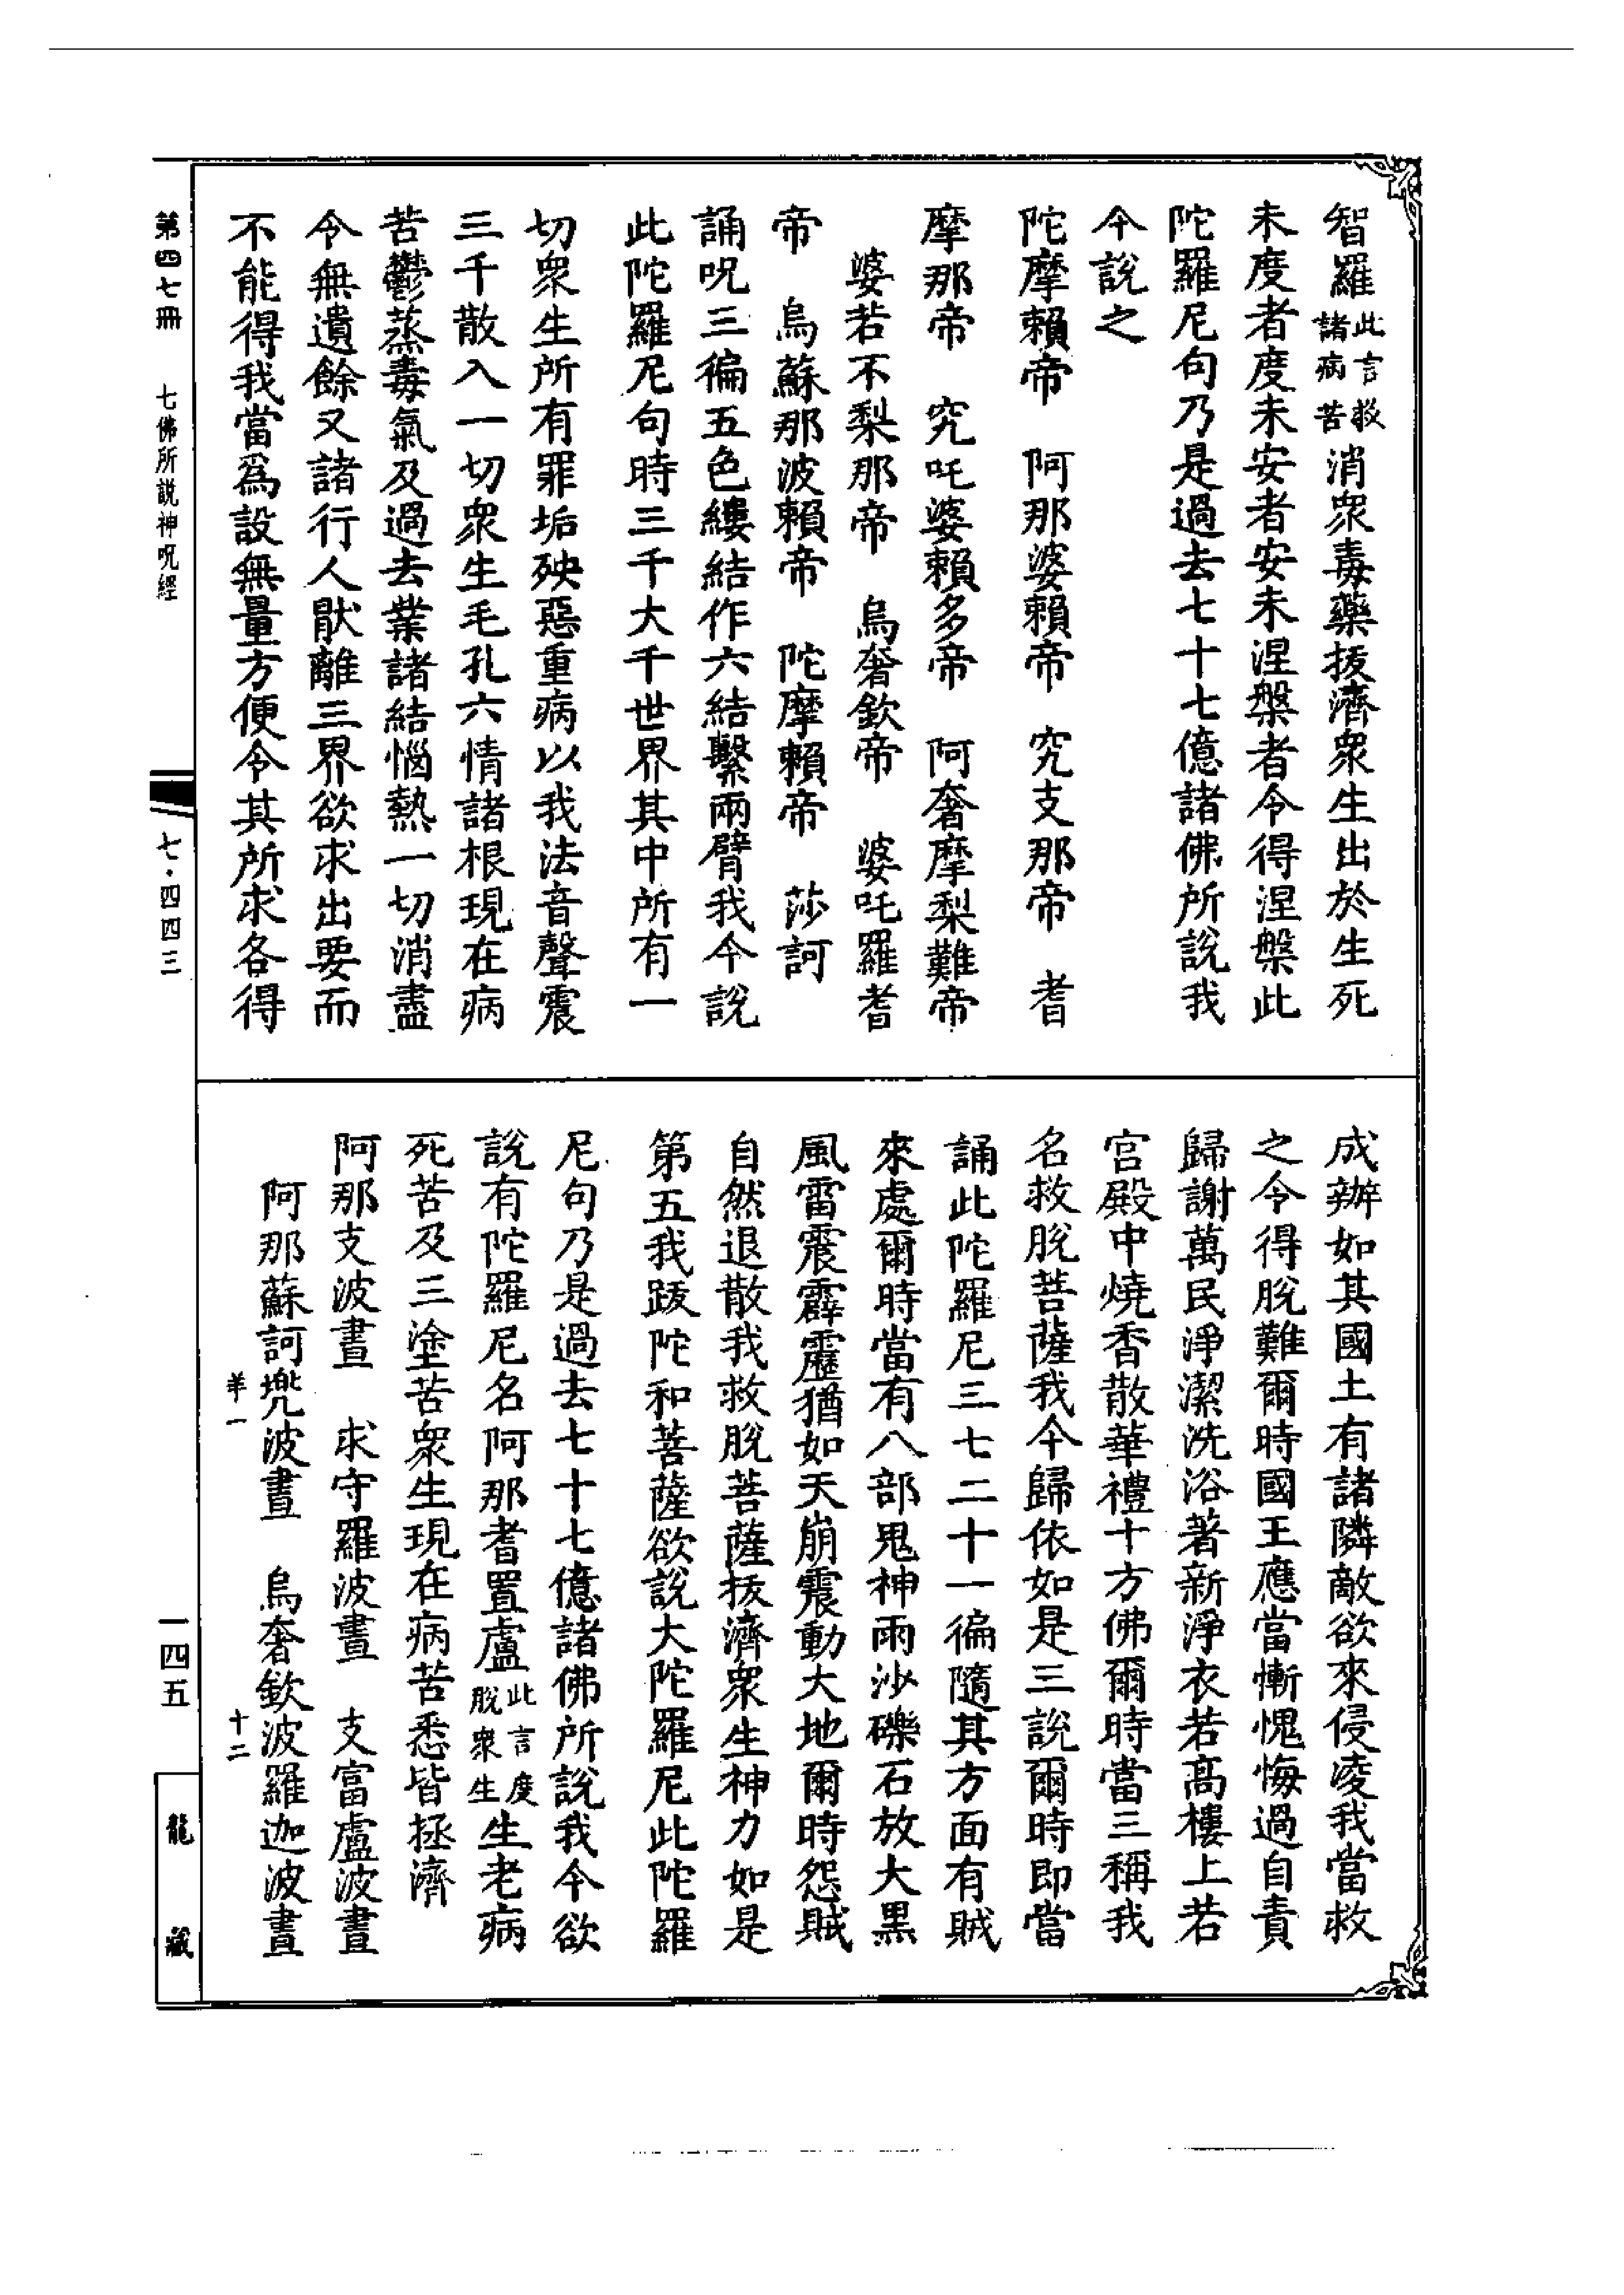 智羅此言救諸病苦消衆毒藥拔濟衆生出於生死
未度者度未安者安未涅槃者令得涅槃此
陀羅尼句乃是過去七十七億諸佛所說我
今說之
陀摩賴帝　阿那婆賴帝　究支那帝　耆
摩那帝　究吒婆賴多帝　阿奢摩梨難帝
婆若不梨那帝　烏奢欽帝　婆吒羅耆
帝　烏蘇那波賴帝　陀摩賴帝　莎訶
誦呪三徧五色縷結作六結繫兩臂我今說
此陀羅尼句時三千大千世界其中所有一
切衆生所有罪垢殃惡重病以我法音聲震
三千散入一切衆生毛孔六情諸根現在病
苦鬱蒸毒氣及過去業諸結惱熱一切消盡
令無遺餘又諸行人猒離三界欲求出要而
不能得我當爲設無量方便令其所求各得
成辦如其國土有諸隣敵欲來侵凌我當救
之令得脫難爾時國王應當慚愧悔過自責
歸謝萬民淨潔洗浴著新淨衣若高樓上若
宮殿中燒香散華禮十方佛爾時當三稱我
名救脫菩薩我今歸依如是三說爾時即當
誦此陀羅尼三七二十一徧隨其方面有賊
來處爾時當有八部鬼神雨沙礫石放大黑
風雷震霹靂猶如天崩震動大地爾時怨賊
自然退散我救脫菩薩拔濟衆生神力如是
第五我跋陀和菩薩欲說大陀羅尼此陀羅
尼句乃是過去七十七億諸佛所說我今欲
說有陀羅尼名阿那耆置盧此言度脫衆生生老病
死苦及三塗苦衆生現在病苦悉皆拯濟
阿那支波晝　求守羅波晝　支富盧波晝
阿那蘇訶兜波晝　烏奢欽波羅迦波晝
羊一　十二
第四七冊　七佛所説神呪經　七·四四三　一四五　龍藏